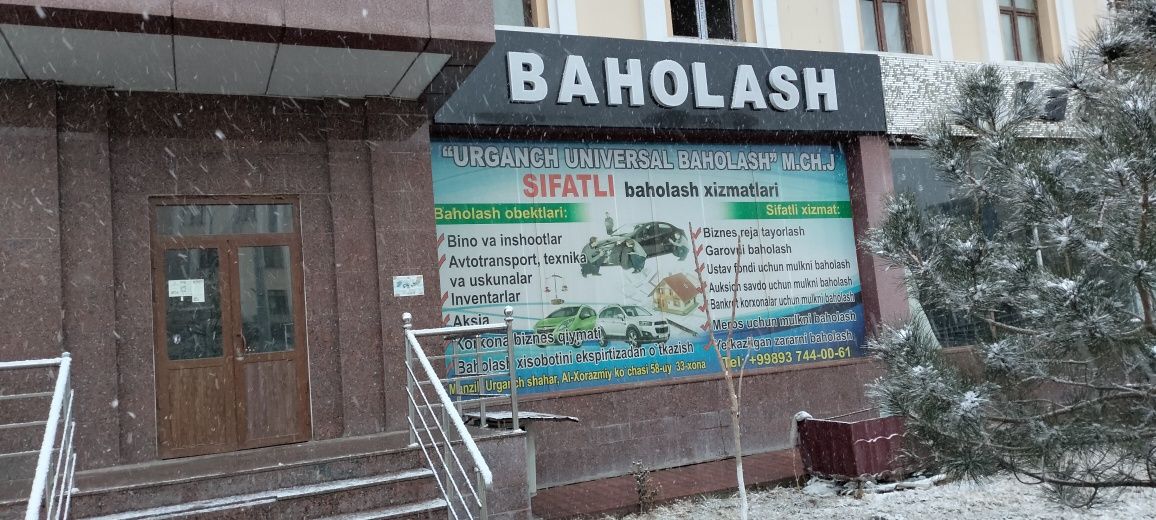 BAHOLASH
"URGANCH UNIVERSAL BAHOLASH" M.CH.J
SIFATLI baholash xizmatlari
Baholash obektlari:
Bino va inshootlar
Avtotransport, texnika
va uskunalar
Inventarlar
Aksia
Korxona biznes qiymati
Baholash xisobotini ekspirtizadan o tkazish
Manzil: Urganch shahar, Al-Xorazmiy ko chasi 58-uy 33-xona
Sifatli xizmat:
Biznes reja tayorlash
Garovni baholash
Ustav fondi uchun mulkni baholash
Auksion savdo uchun mulkni baholash
Bankrot korxonalar uchun mulkni baholash
Meros uchun mulkni baholash
Yetkazilgan zararni baholash
Tel: +99893 744-00-61